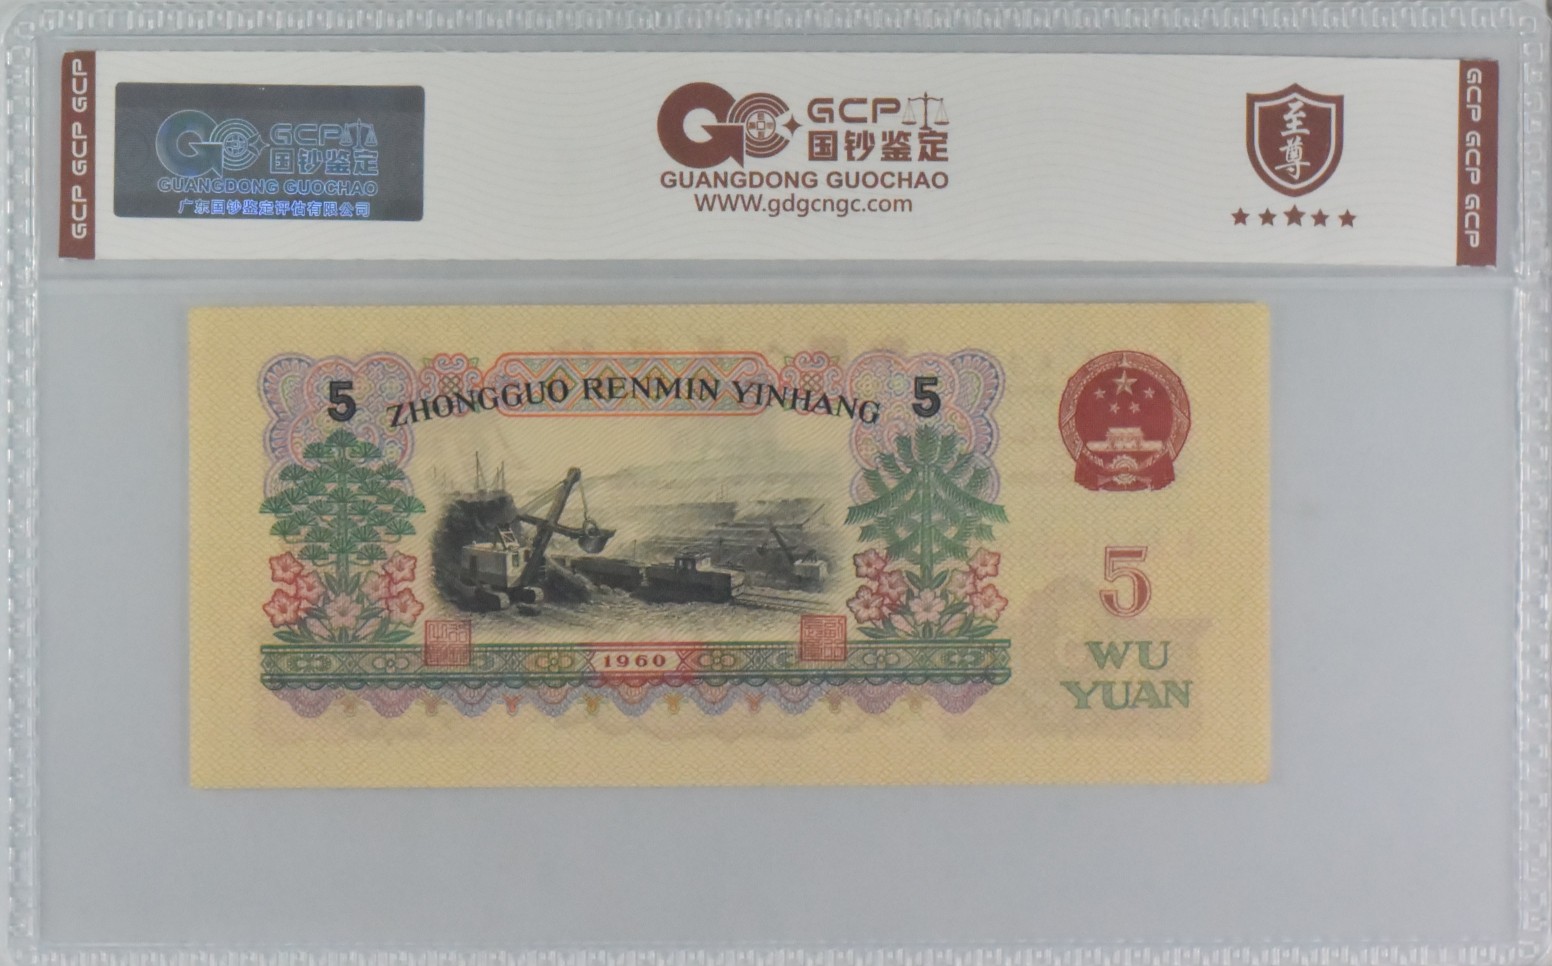 GCP GCP GCP
GCP
国钞鉴定
GUANGDONG GUOCHAO
广东国钞鉴定评估有限公司
GCP
国钞鉴定
GUANGDONG GUOCHAO
WWW.gdgcngc.com
至尊
GCP GCP GCP
5
ZHONGGUO RENMIN YINHANG
5
1960
5
WU
YUAN